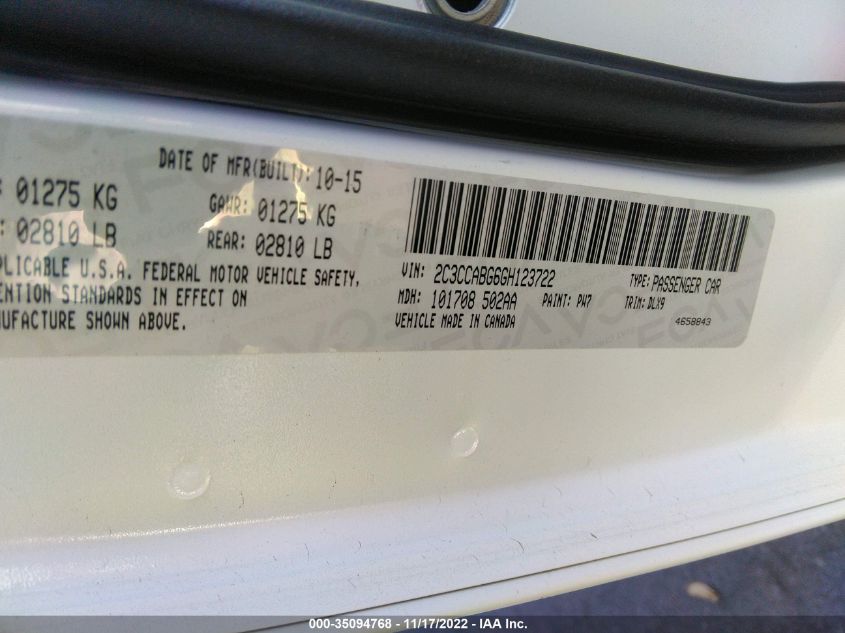 DATE OF MFR(BUILT): 10-15
: 01275 KG GAWR: 01275 KG
: 02810 LB REAR: 02810 LB
PLICABLE U.S.A. FEDERAL MOTOR VEHICLE SAFETY,
ENTION STANDARDS IN EFFECT ON
NUFACTURE SHOWN ABOVE.
VIN: 2C3CCABG6GH123722 TYPE: PASSENGER CAR
MDH: 101708 502AA PAINT: PW7 TRIM: DLX9
VEHICLE MADE IN CANADA 4658843
000-35094768 - 11/17/2022 - IAA Inc.